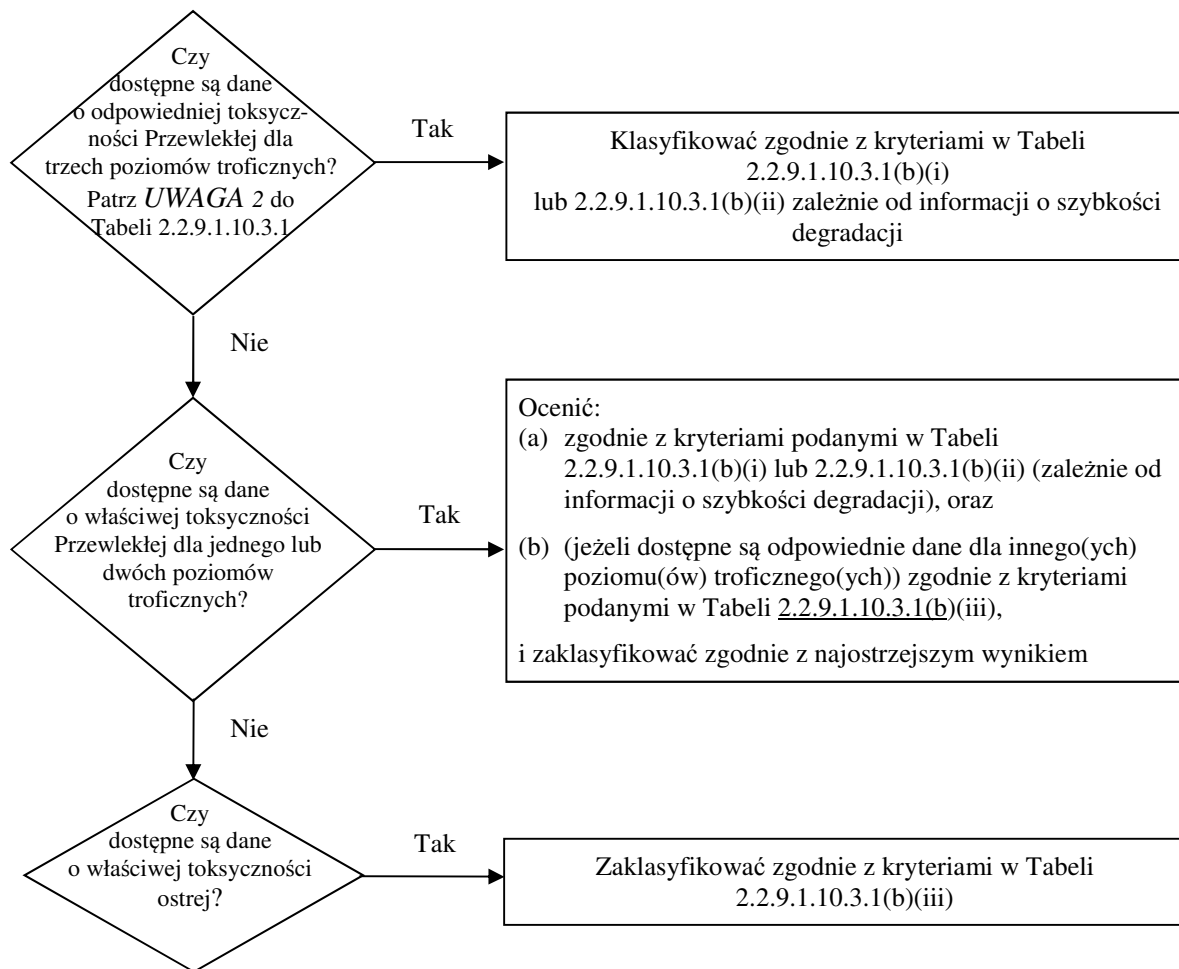 Czy
dostępne są dane
o odpowiedniej toksycz-
ności Przewlekłej dla
trzech poziomów troficznych?
Patrz UWAGA 2 do
Tabeli 2.2.9.1.10.3.1
Tak
Klasyfikować zgodnie z kryteriami w Tabeli
2.2.9.1.10.3.1(b)(i)
lub 2.2.9.1.10.3.1(b)(ii) zależnie od informacji o szybkości
degradacji
Nie
Czy
dostępne są dane
o właściwej toksyczności
Przewlekłej dla jednego lub
dwóch poziomów
troficznych?
Tak
Ocenić:
(a) zgodnie z kryteriami podanymi w Tabeli
2.2.9.1.10.3.1(b)(i) lub 2.2.9.1.10.3.1(b)(ii) (zależnie od
informacji o szybkości degradacji), oraz
(b) (jeżeli dostępne są odpowiednie dane dla innego(ych)
poziomu(ów) troficznego(ych)) zgodnie z kryteriami
podanymi w Tabeli 2.2.9.1.10.3.1(b)(iii),
i zaklasyfikować zgodnie z najostrzejszym wynikiem
Nie
Czy
dostępne są dane
o właściwej toksyczności
ostrej?
Tak
Zaklasyfikować zgodnie z kryteriami w Tabeli
2.2.9.1.10.3.1(b)(iii)